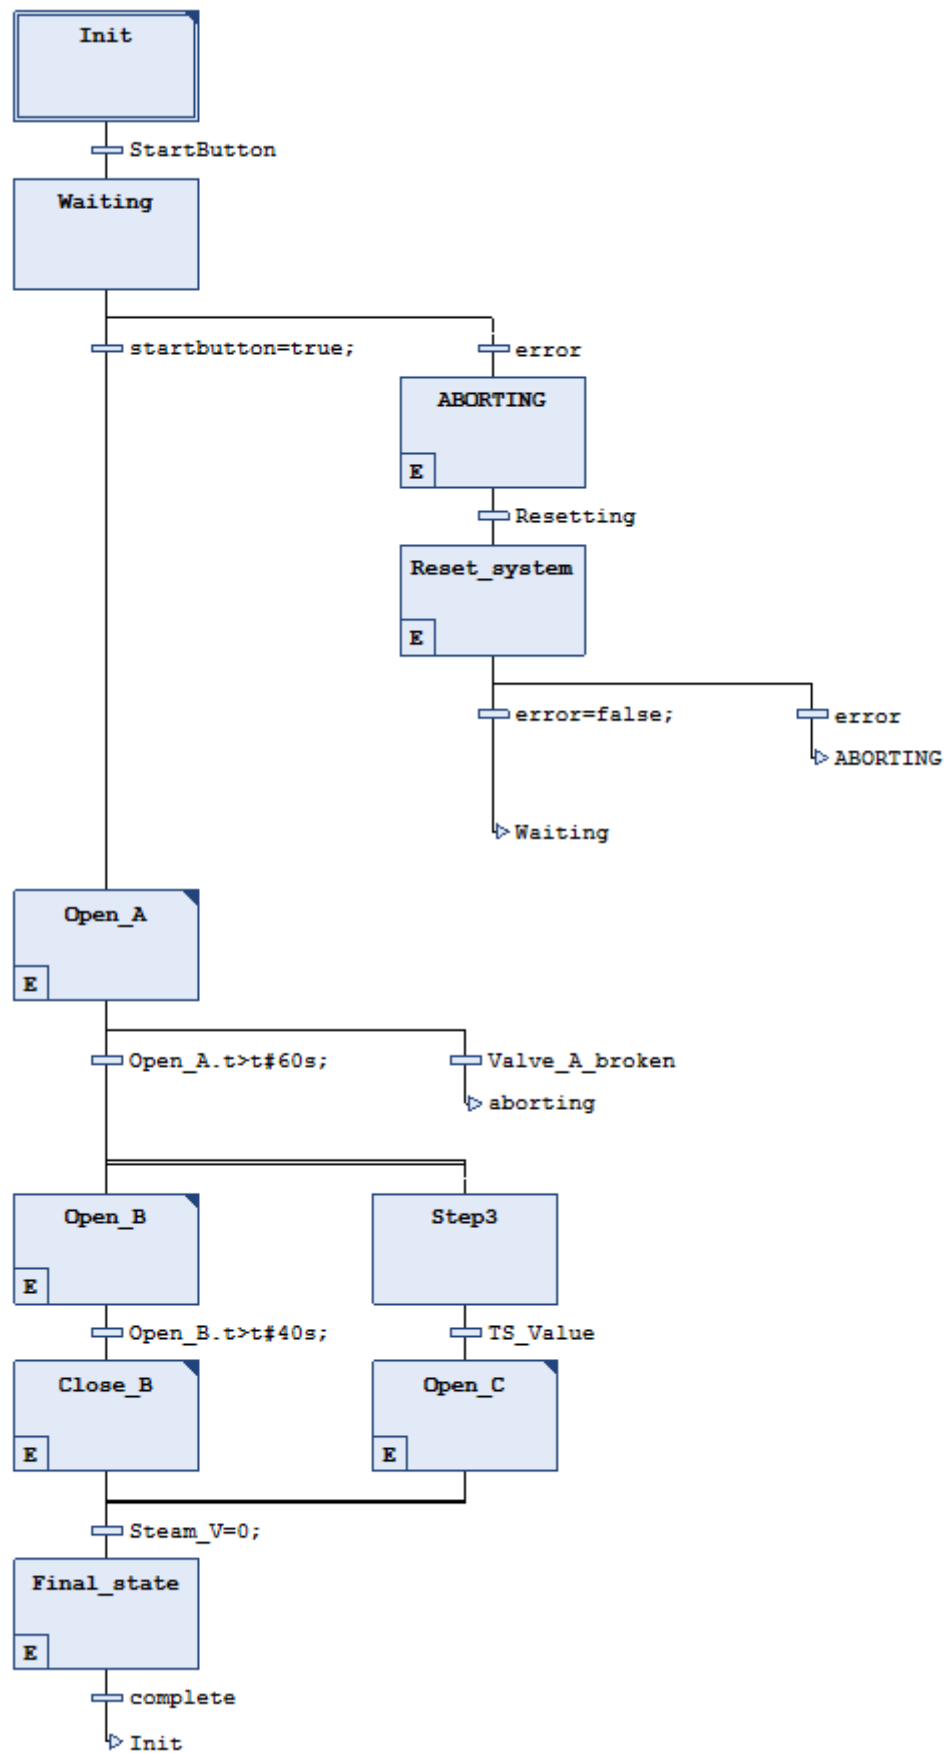 Init
StartButton
Waiting
startbutton=true;
error
ABORTING
E
Resetting
Reset_system
E
error=false;
error
ABORTING
Waiting
Open_A
E
Open_A.t>t#60s;
Valve_A_broken
aborting
Open_B
Step3
E
Open_B.t>t#40s;
TS_Value
Close_B
Open_C
E
E
Steam_V=0;
Final_state
E
complete
Init